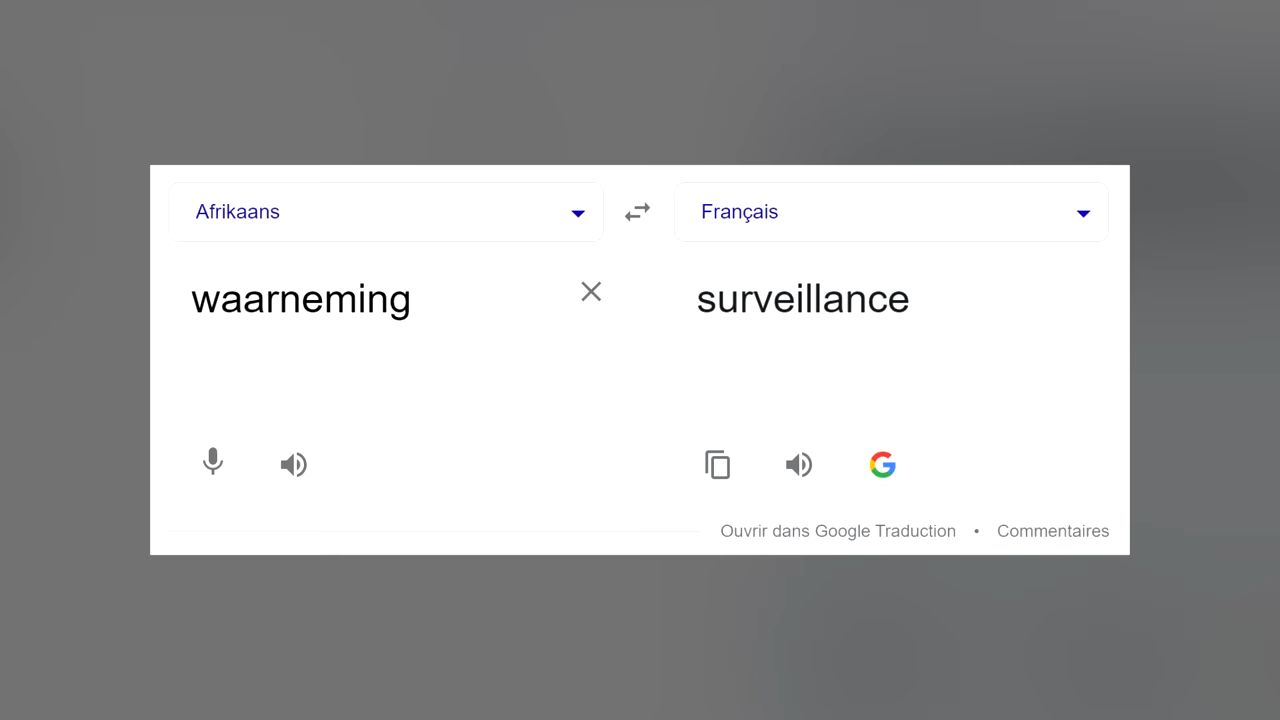 Afrikaans
Français
waarneming
surveillance
Ouvrir dans Google Traduction • Commentaires